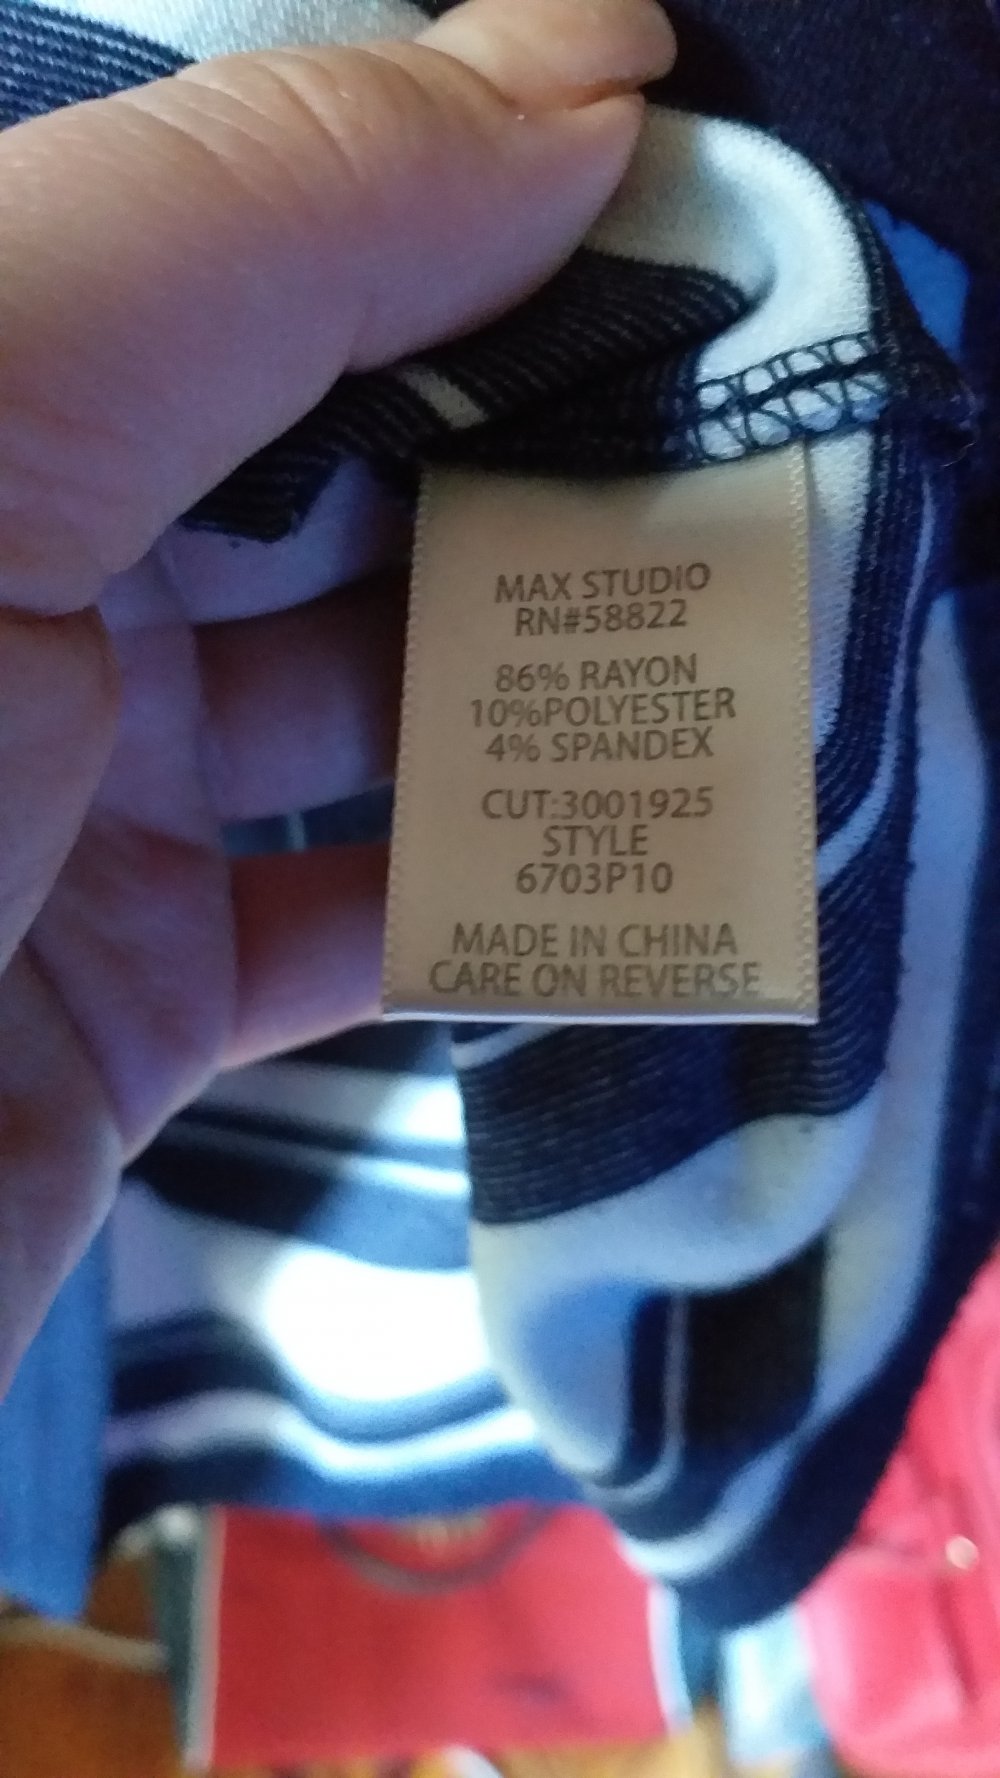 MAX STUDIO
RN#58822
86% RAYON
10%POLYESTER
4% SPANDEX
CUT:3001925
STYLE
6703P10
MADE IN CHINA
CARE ON REVERSE